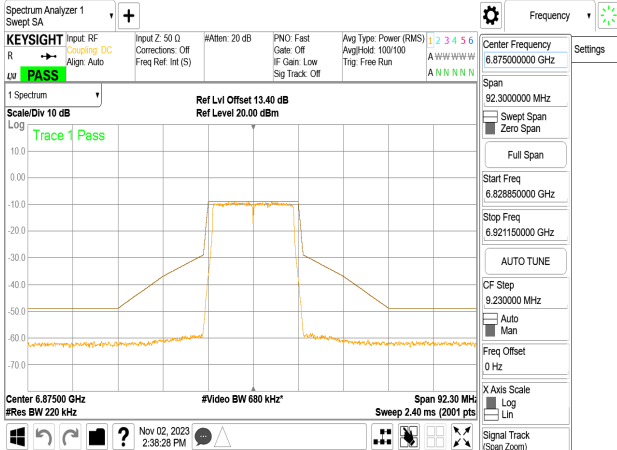 Spectrum Analyzer 1
Swept SA
Frequency
Settings
KEYSIGHT
R
PASS
Input: RF
Coupling: DC
Align: Auto
Input Z: 50 Ω
Corrections: Off
Freq Ref: Int (S)
#Atten: 20 dB
PNO: Fast
Gate: Off
IF Gain: Low
Sig Track: Off
Avg Type: Power (RMS)
Avg|Hold: 100/100
Trig: Free Run
1 2 3 4 5 6
A W W W W W
A N N N N N
1 Spectrum
Scale/Div 10 dB
Ref Lvl Offset 13.40 dB
Ref Level 20.00 dBm
Log
Trace 1 Pass
10.0
0.00
-10.0
-20.0
-30.0
-40.0
-50.0
-60.0
-70.0
Center 6.87500 GHz
#Res BW 220 kHz
#Video BW 680 kHz*
Span 92.30 MHz
Sweep 2.40 ms (2001 pts
Nov 02, 2023
2:38:28 PM
Center Frequency
6.875000000 GHz
Span
92.3000000 MHz
Swept Span
Zero Span
Full Span
Start Freq
6.828850000 GHz
Stop Freq
6.921150000 GHz
AUTO TUNE
CF Step
9.230000 MHz
Auto
Man
Freq Offset
0 Hz
X Axis Scale
Log
Lin
Signal Track
(Span Zoom)